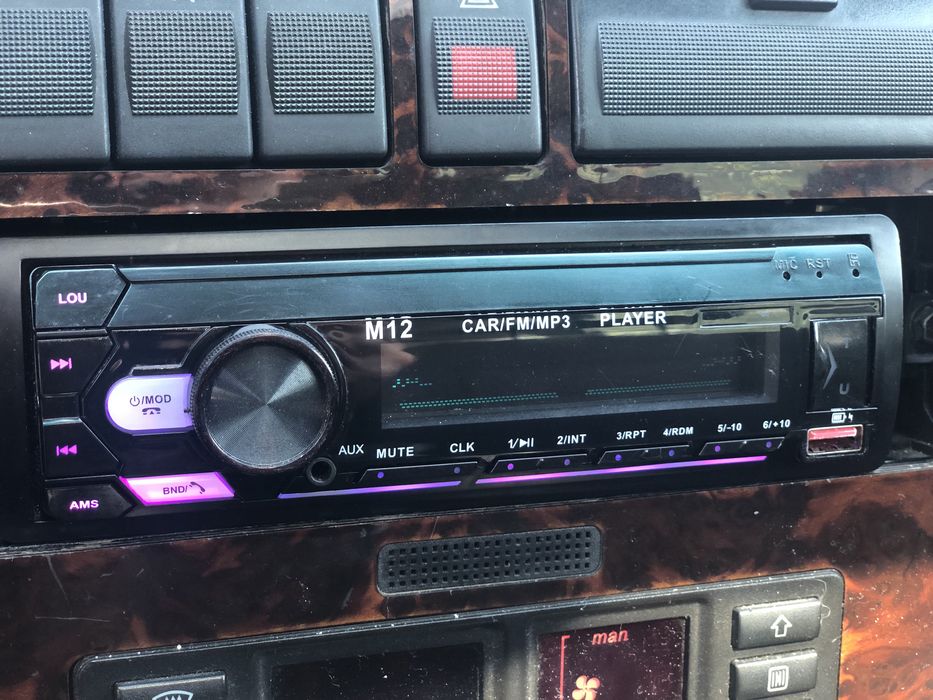 MIC RST
LOU
M12 CAR/FM/MP3 PLAYER
⏻/MOD
AUX MUTE CLK 1/⏯ 2/INT 3/RPT 4/RDM 5/-10 6/+10
BND/
AMS
man